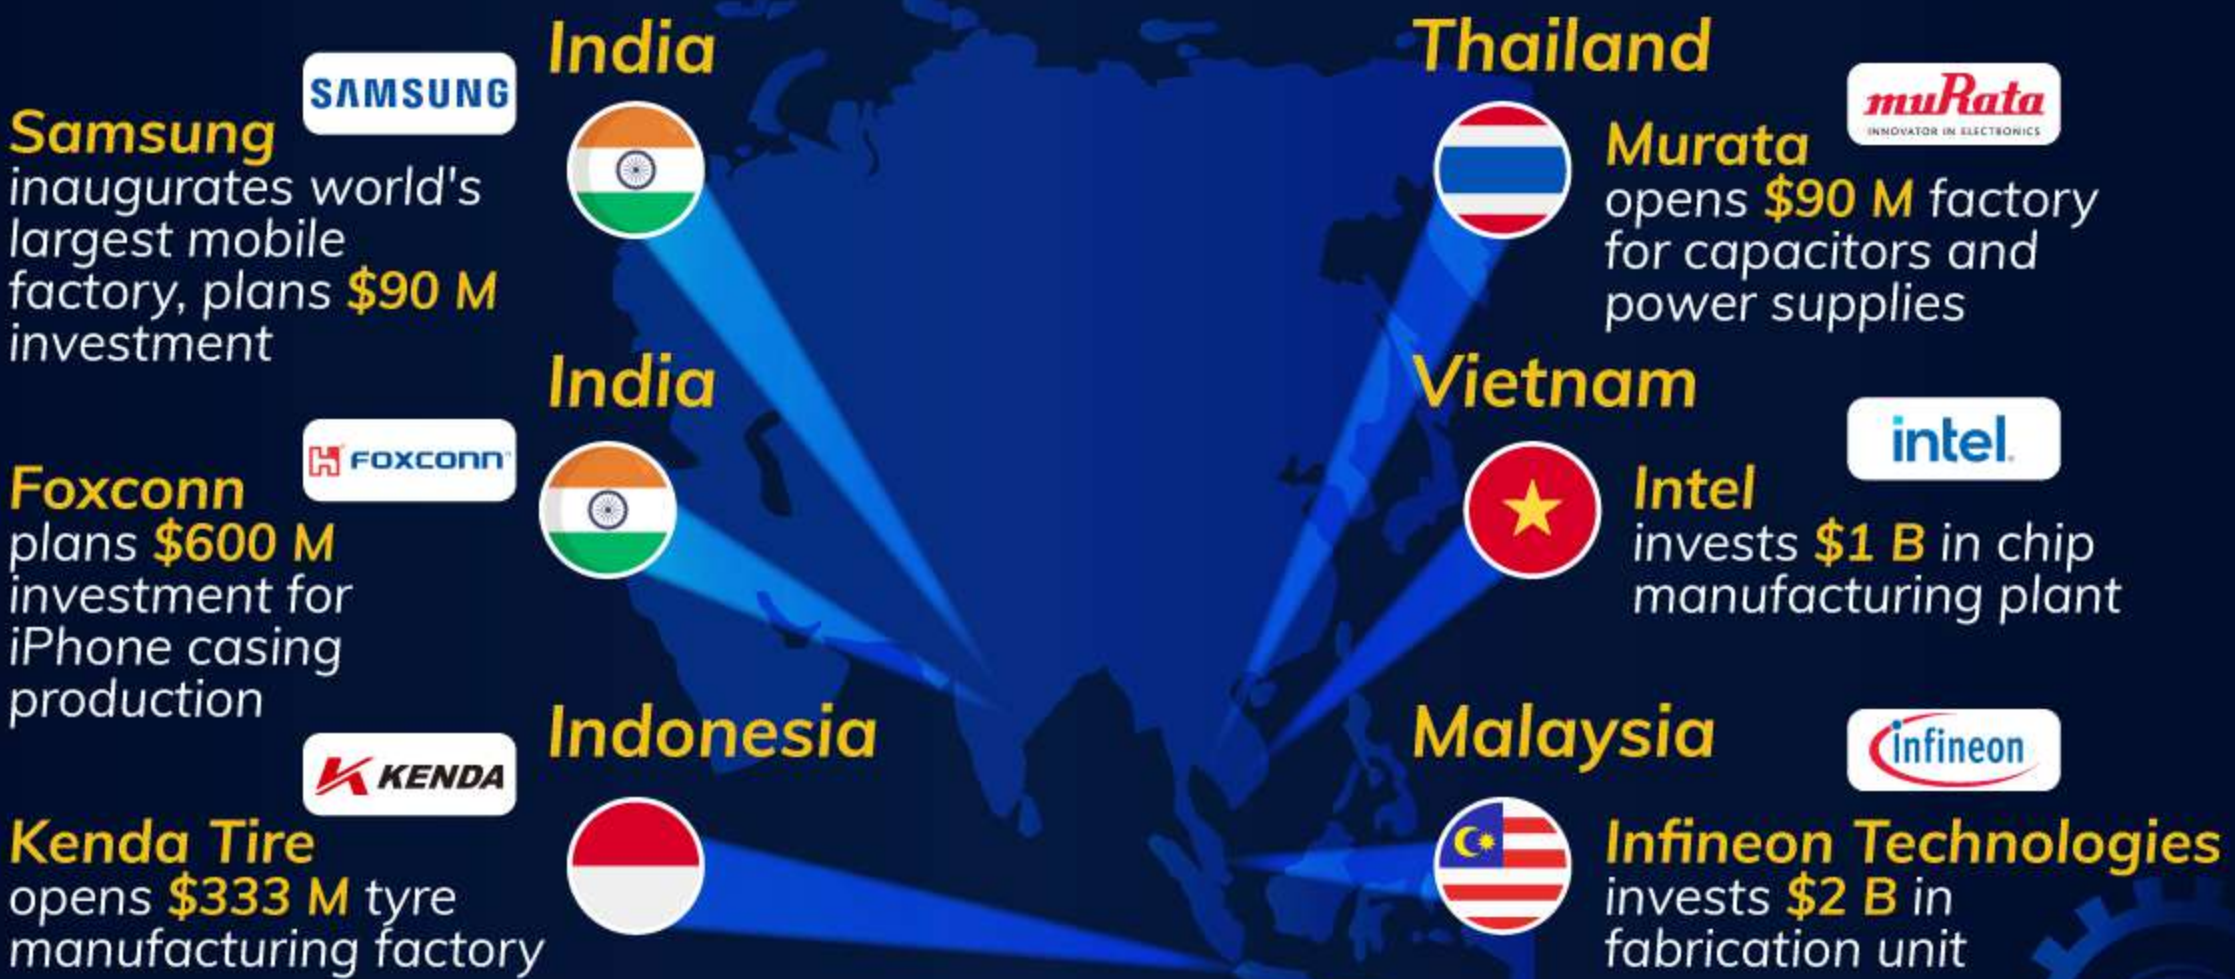 India
SAMSUNG
Samsung
inaugurates world's
largest mobile
factory, plans $90 M
investment
India
FOXCONN
Foxconn
plans $600 M
investment for
iPhone casing
production
Indonesia
KENDA
Kenda Tire
opens $333 M tyre
manufacturing factory
Thailand
muRata
INNOVATOR IN ELECTRONICS
Murata
opens $90 M factory
for capacitors and
power supplies
Vietnam
intel.
Intel
invests $1 B in chip
manufacturing plant
Malaysia
infineon
Infineon Technologies
invests $2 B in
fabrication unit